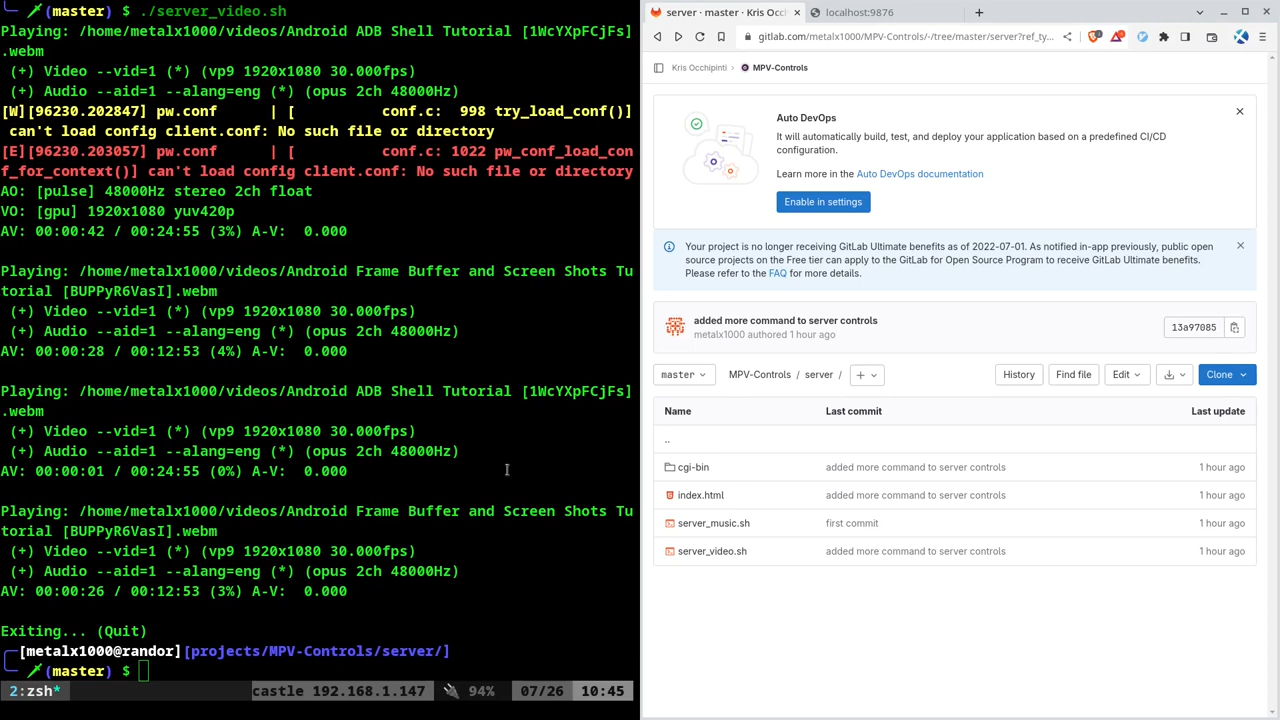 (master) $ ./server_video.sh
Playing: /home/metalx1000/videos/Android ADB Shell Tutorial [1WcYXpFCjFs]
.webm
(+) Video --vid=1 (*) (vp9 1920x1080 30.000fps)
(+) Audio --aid=1 --alang=eng (*) (opus 2ch 48000Hz)
[W][96230.202847] pw.conf      | [          conf.c:  998 try_load_conf()]
can't load config client.conf: No such file or directory
[E][96230.203057] pw.conf      | [          conf.c: 1022 pw_conf_load_con
f_for_context()] can't load config client.conf: No such file or directory
AO: [pulse] 48000Hz stereo 2ch float
VO: [gpu] 1920x1080 yuv420p
AV: 00:00:42 / 00:24:55 (3%) A-V:  0.000
Playing: /home/metalx1000/videos/Android Frame Buffer and Screen Shots Tu
torial [BUPPyR6VasI].webm
(+) Video --vid=1 (*) (vp9 1920x1080 30.000fps)
(+) Audio --aid=1 --alang=eng (*) (opus 2ch 48000Hz)
AV: 00:00:28 / 00:12:53 (4%) A-V:  0.000
Playing: /home/metalx1000/videos/Android ADB Shell Tutorial [1WcYXpFCjFs]
.webm
(+) Video --vid=1 (*) (vp9 1920x1080 30.000fps)
(+) Audio --aid=1 --alang=eng (*) (opus 2ch 48000Hz)
AV: 00:00:01 / 00:24:55 (0%) A-V:  0.000
Playing: /home/metalx1000/videos/Android Frame Buffer and Screen Shots Tu
torial [BUPPyR6VasI].webm
(+) Video --vid=1 (*) (vp9 1920x1080 30.000fps)
(+) Audio --aid=1 --alang=eng (*) (opus 2ch 48000Hz)
AV: 00:00:26 / 00:12:53 (3%) A-V:  0.000
Exiting... (Quit)
[metalx1000@randor][projects/MPV-Controls/server/]
(master) $
2:zsh* castle 192.168.1.147 94% 07/26 10:45
server · master · Kris Occi
localhost:9876
gitlab.com/metalx1000/MPV-Controls/-/tree/master/server?ref_ty...
Kris Occhipinti › MPV-Controls
Auto DevOps
It will automatically build, test, and deploy your application based on a predefined CI/CD
configuration.
Learn more in the Auto DevOps documentation
Enable in settings
Your project is no longer receiving GitLab Ultimate benefits as of 2022-07-01. As notified in-app previously, public open
source projects on the Free tier can apply to the GitLab for Open Source Program to receive GitLab Ultimate benefits.
Please refer to the FAQ for more details.
added more command to server controls
metalx1000 authored 1 hour ago
13a97085
master MPV-Controls / server / + History Find file Edit Clone
Name Last commit Last update
..
cgi-bin added more command to server controls 1 hour ago
index.html added more command to server controls 1 hour ago
server_music.sh first commit 1 hour ago
server_video.sh added more command to server controls 1 hour ago